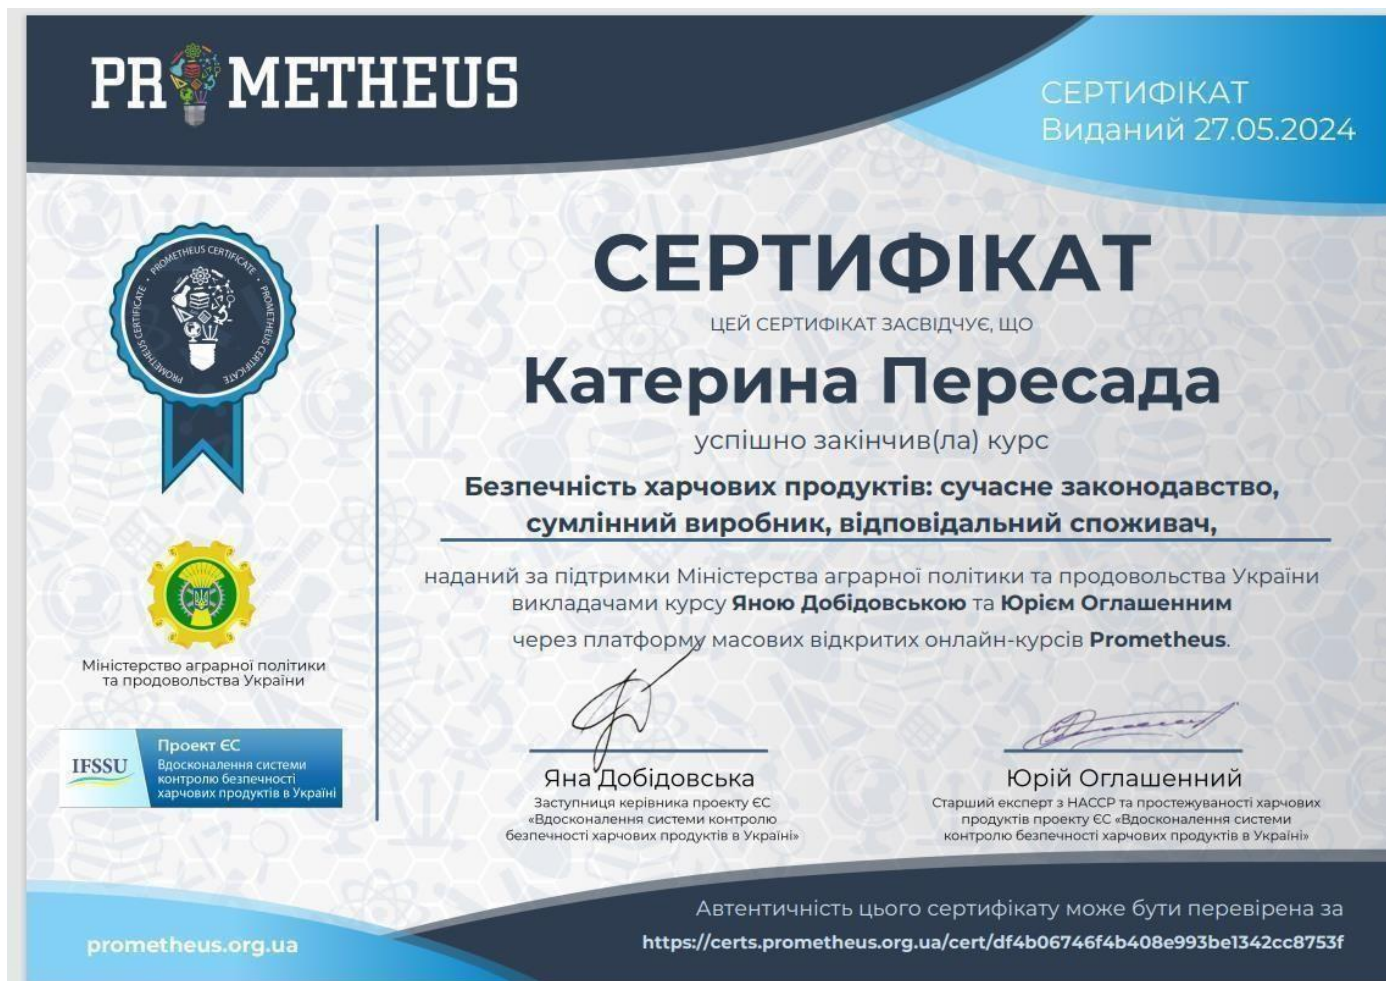 PROMETHEUS
СЕРТИФІКАТ
Виданий 27.05.2024
PROMETHEUS CERTIFICATE • PROMETHEUS CERTIFICATE • PROMETHEUS CERTIFICATE •
СЕРТИФІКАТ
ЦЕЙ СЕРТИФІКАТ ЗАСВІДЧУЄ, ЩО
Катерина Пересада
успішно закінчив(ла) курс
Безпечність харчових продуктів: сучасне законодавство,
сумлінний виробник, відповідальний споживач,
наданий за підтримки Міністерства аграрної політики та продовольства України
викладачами курсу Яною Добідовською та Юрієм Оглашенним
через платформу масових відкритих онлайн-курсів Prometheus.
Міністерство аграрної політики
та продовольства України
IFSSU
Проект ЄС
Вдосконалення системи
контролю безпечності
харчових продуктів в Україні
Яна Добідовська
Заступниця керівника проекту ЄС
«Вдосконалення системи контролю
безпечності харчових продуктів в Україні»
Юрій Оглашенний
Старший експерт з НАССР та простежуваності харчових
продуктів проекту ЄС «Вдосконалення системи
контролю безпечності харчових продуктів в Україні»
Автентичність цього сертифікату може бути перевірена за
https://certs.prometheus.org.ua/cert/df4b06746f4b408e993be1342cc8753f
prometheus.org.ua